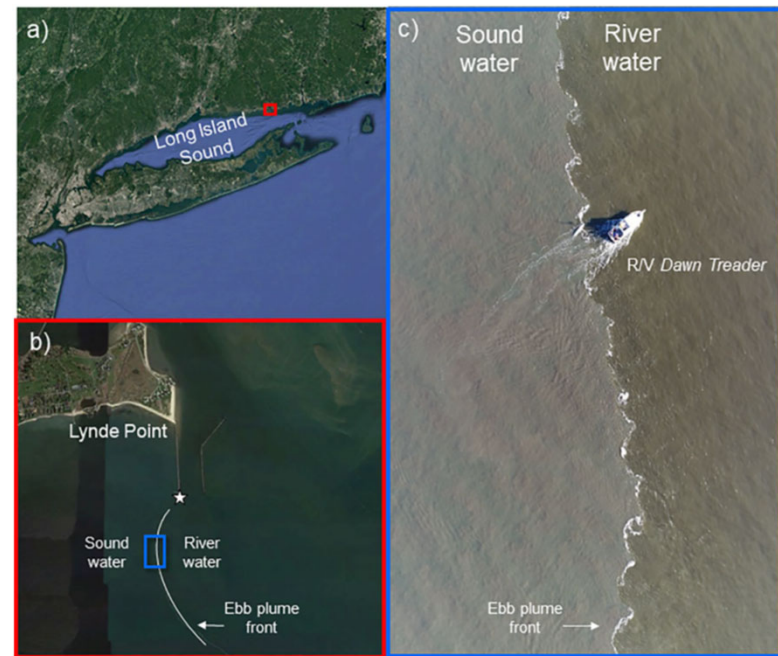 a)
Long Island
Sound
b)
Lynde Point
Sound
water
River
water
Ebb plume
front
c)
Sound
water
River
water
R/V Dawn Treader
Ebb plume
front